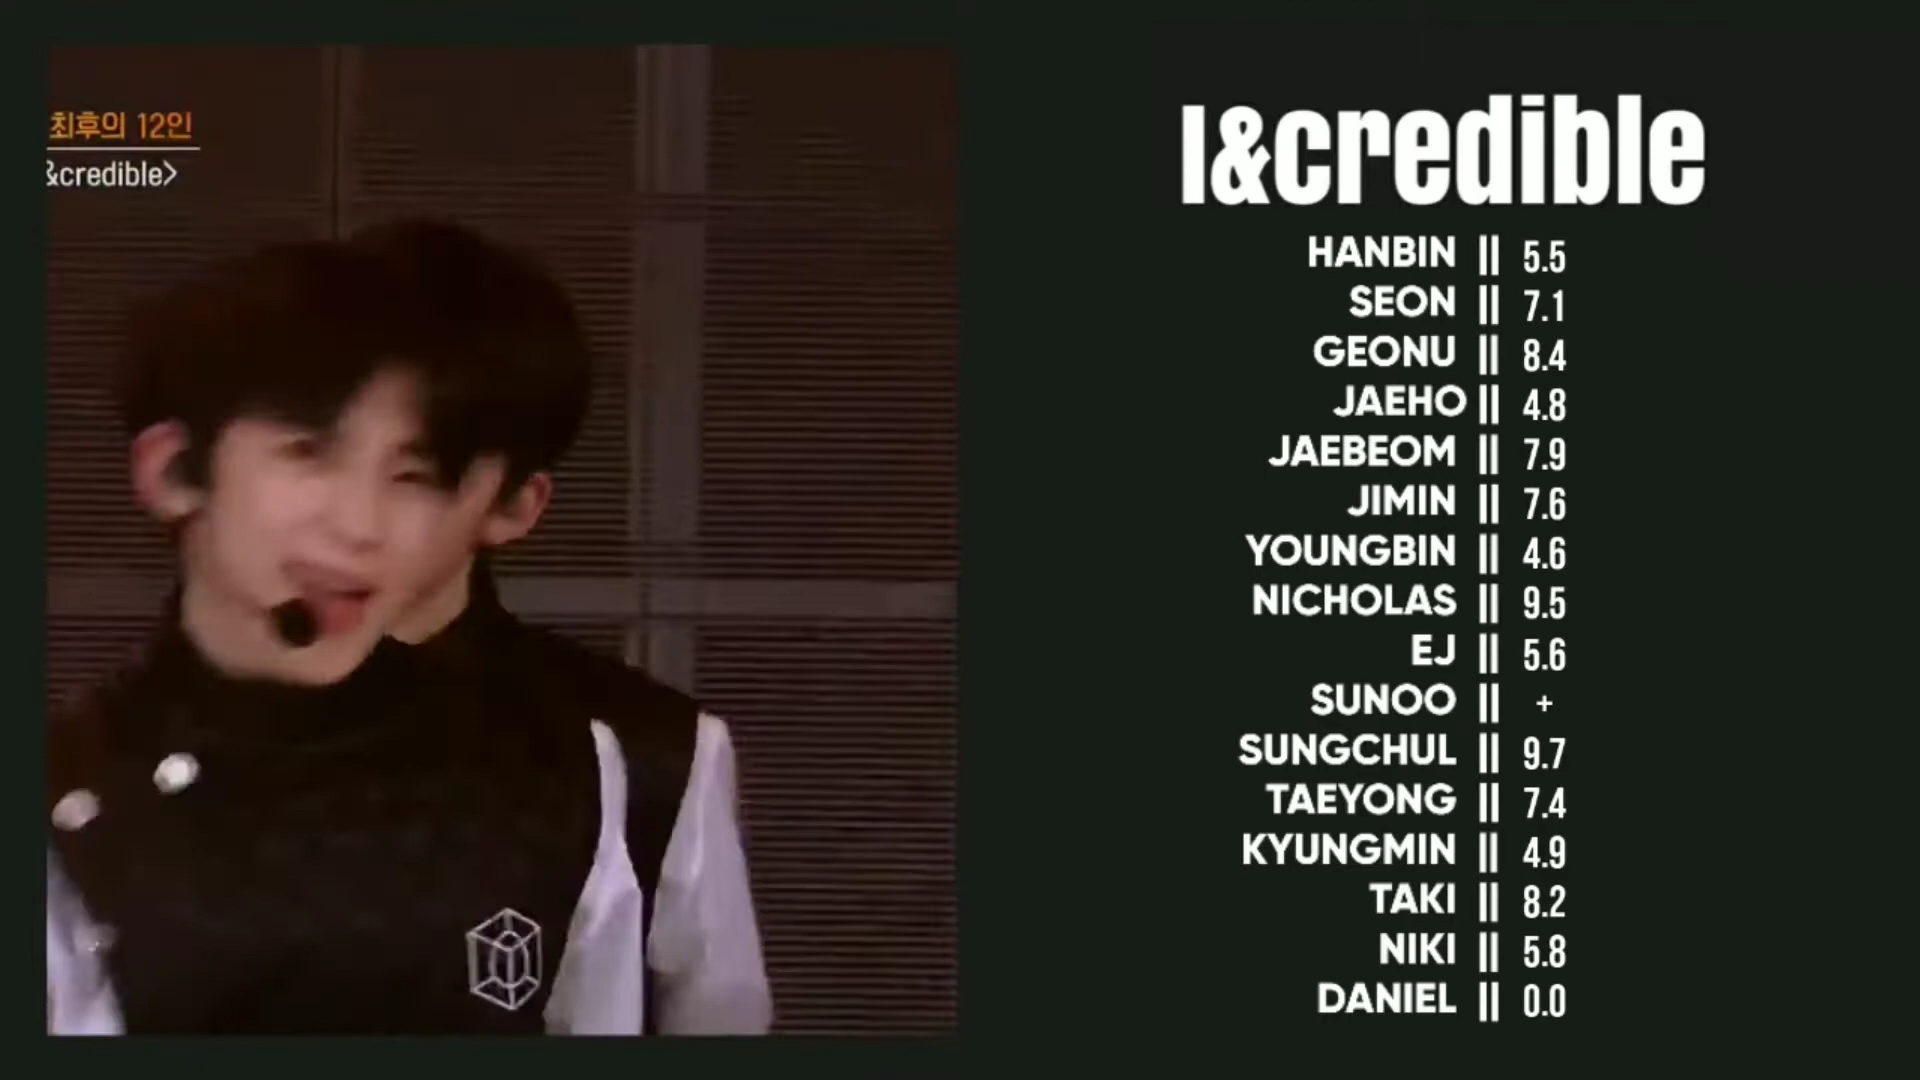 최후의 12인
&credible>
I&credible
HANBIN || 5.5
SEON || 7.1
GEONU || 8.4
JAEHO || 4.8
JAEBEOM || 7.9
JIMIN || 7.6
YOUNGBIN || 4.6
NICHOLAS || 9.5
EJ || 5.6
SUNOO || +
SUNGCHUL || 9.7
TAEYONG || 7.4
KYUNGMIN || 4.9
TAKI || 8.2
NIKI || 5.8
DANIEL || 0.0